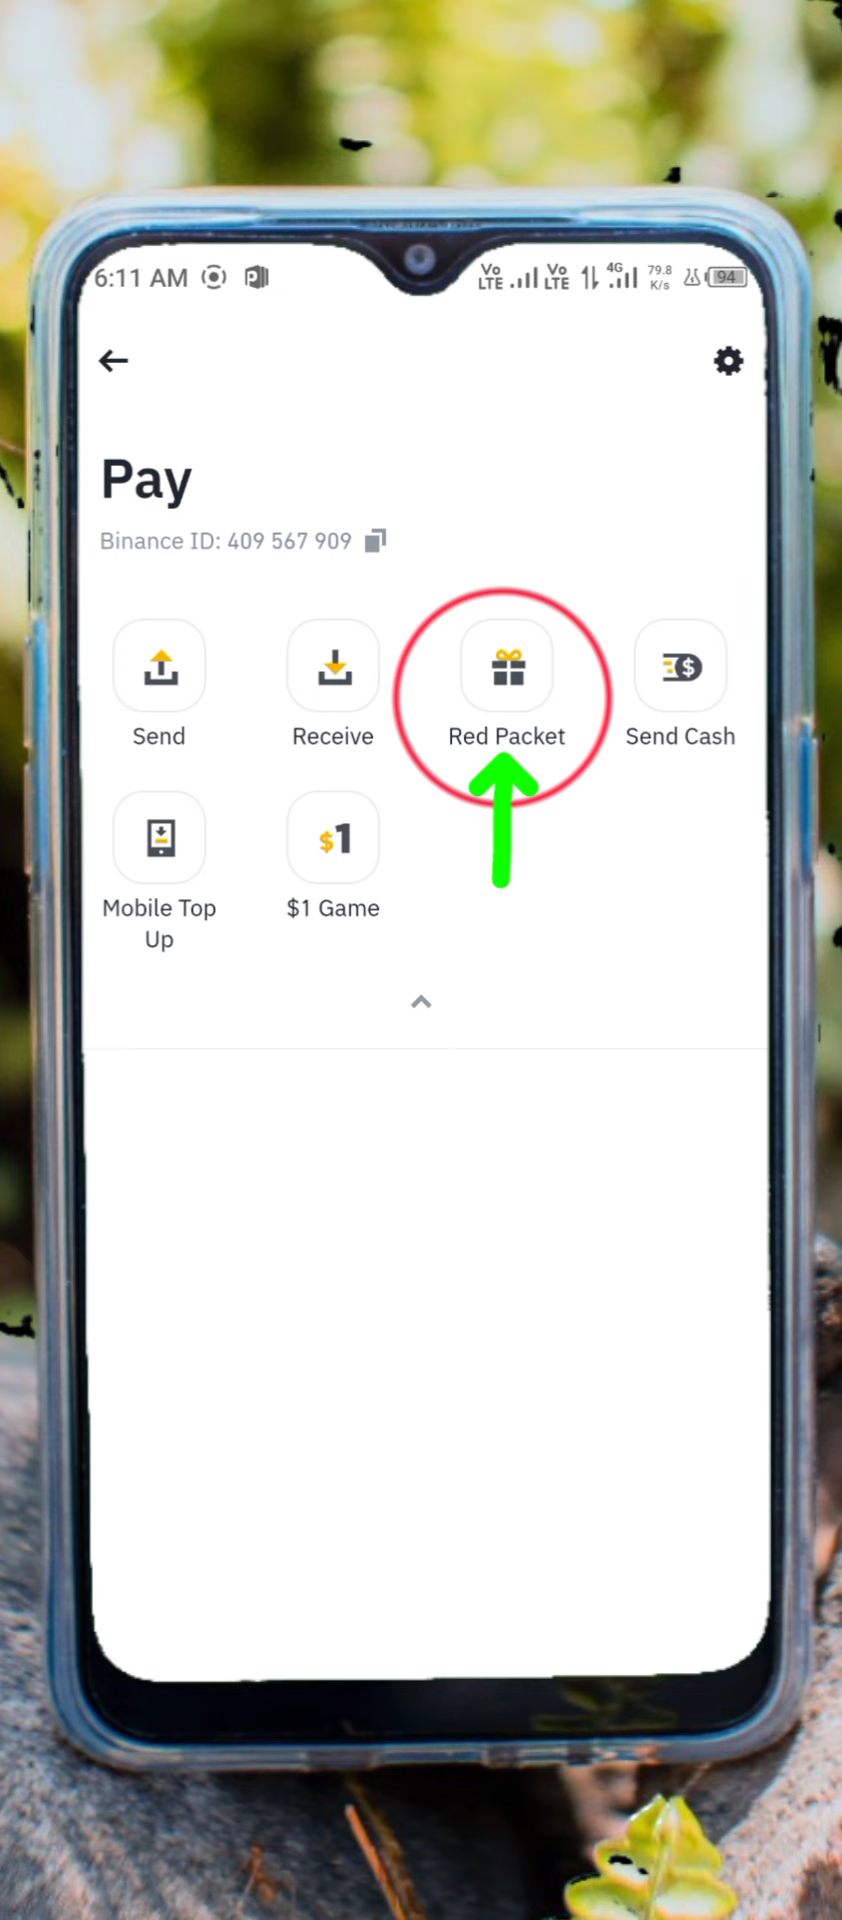 6:11 AM
Vo LTE Vo LTE 4G 79.8 K/s 94
Pay
Binance ID: 409 567 909
Send Receive Red Packet Send Cash
$1
Mobile Top Up $1 Game